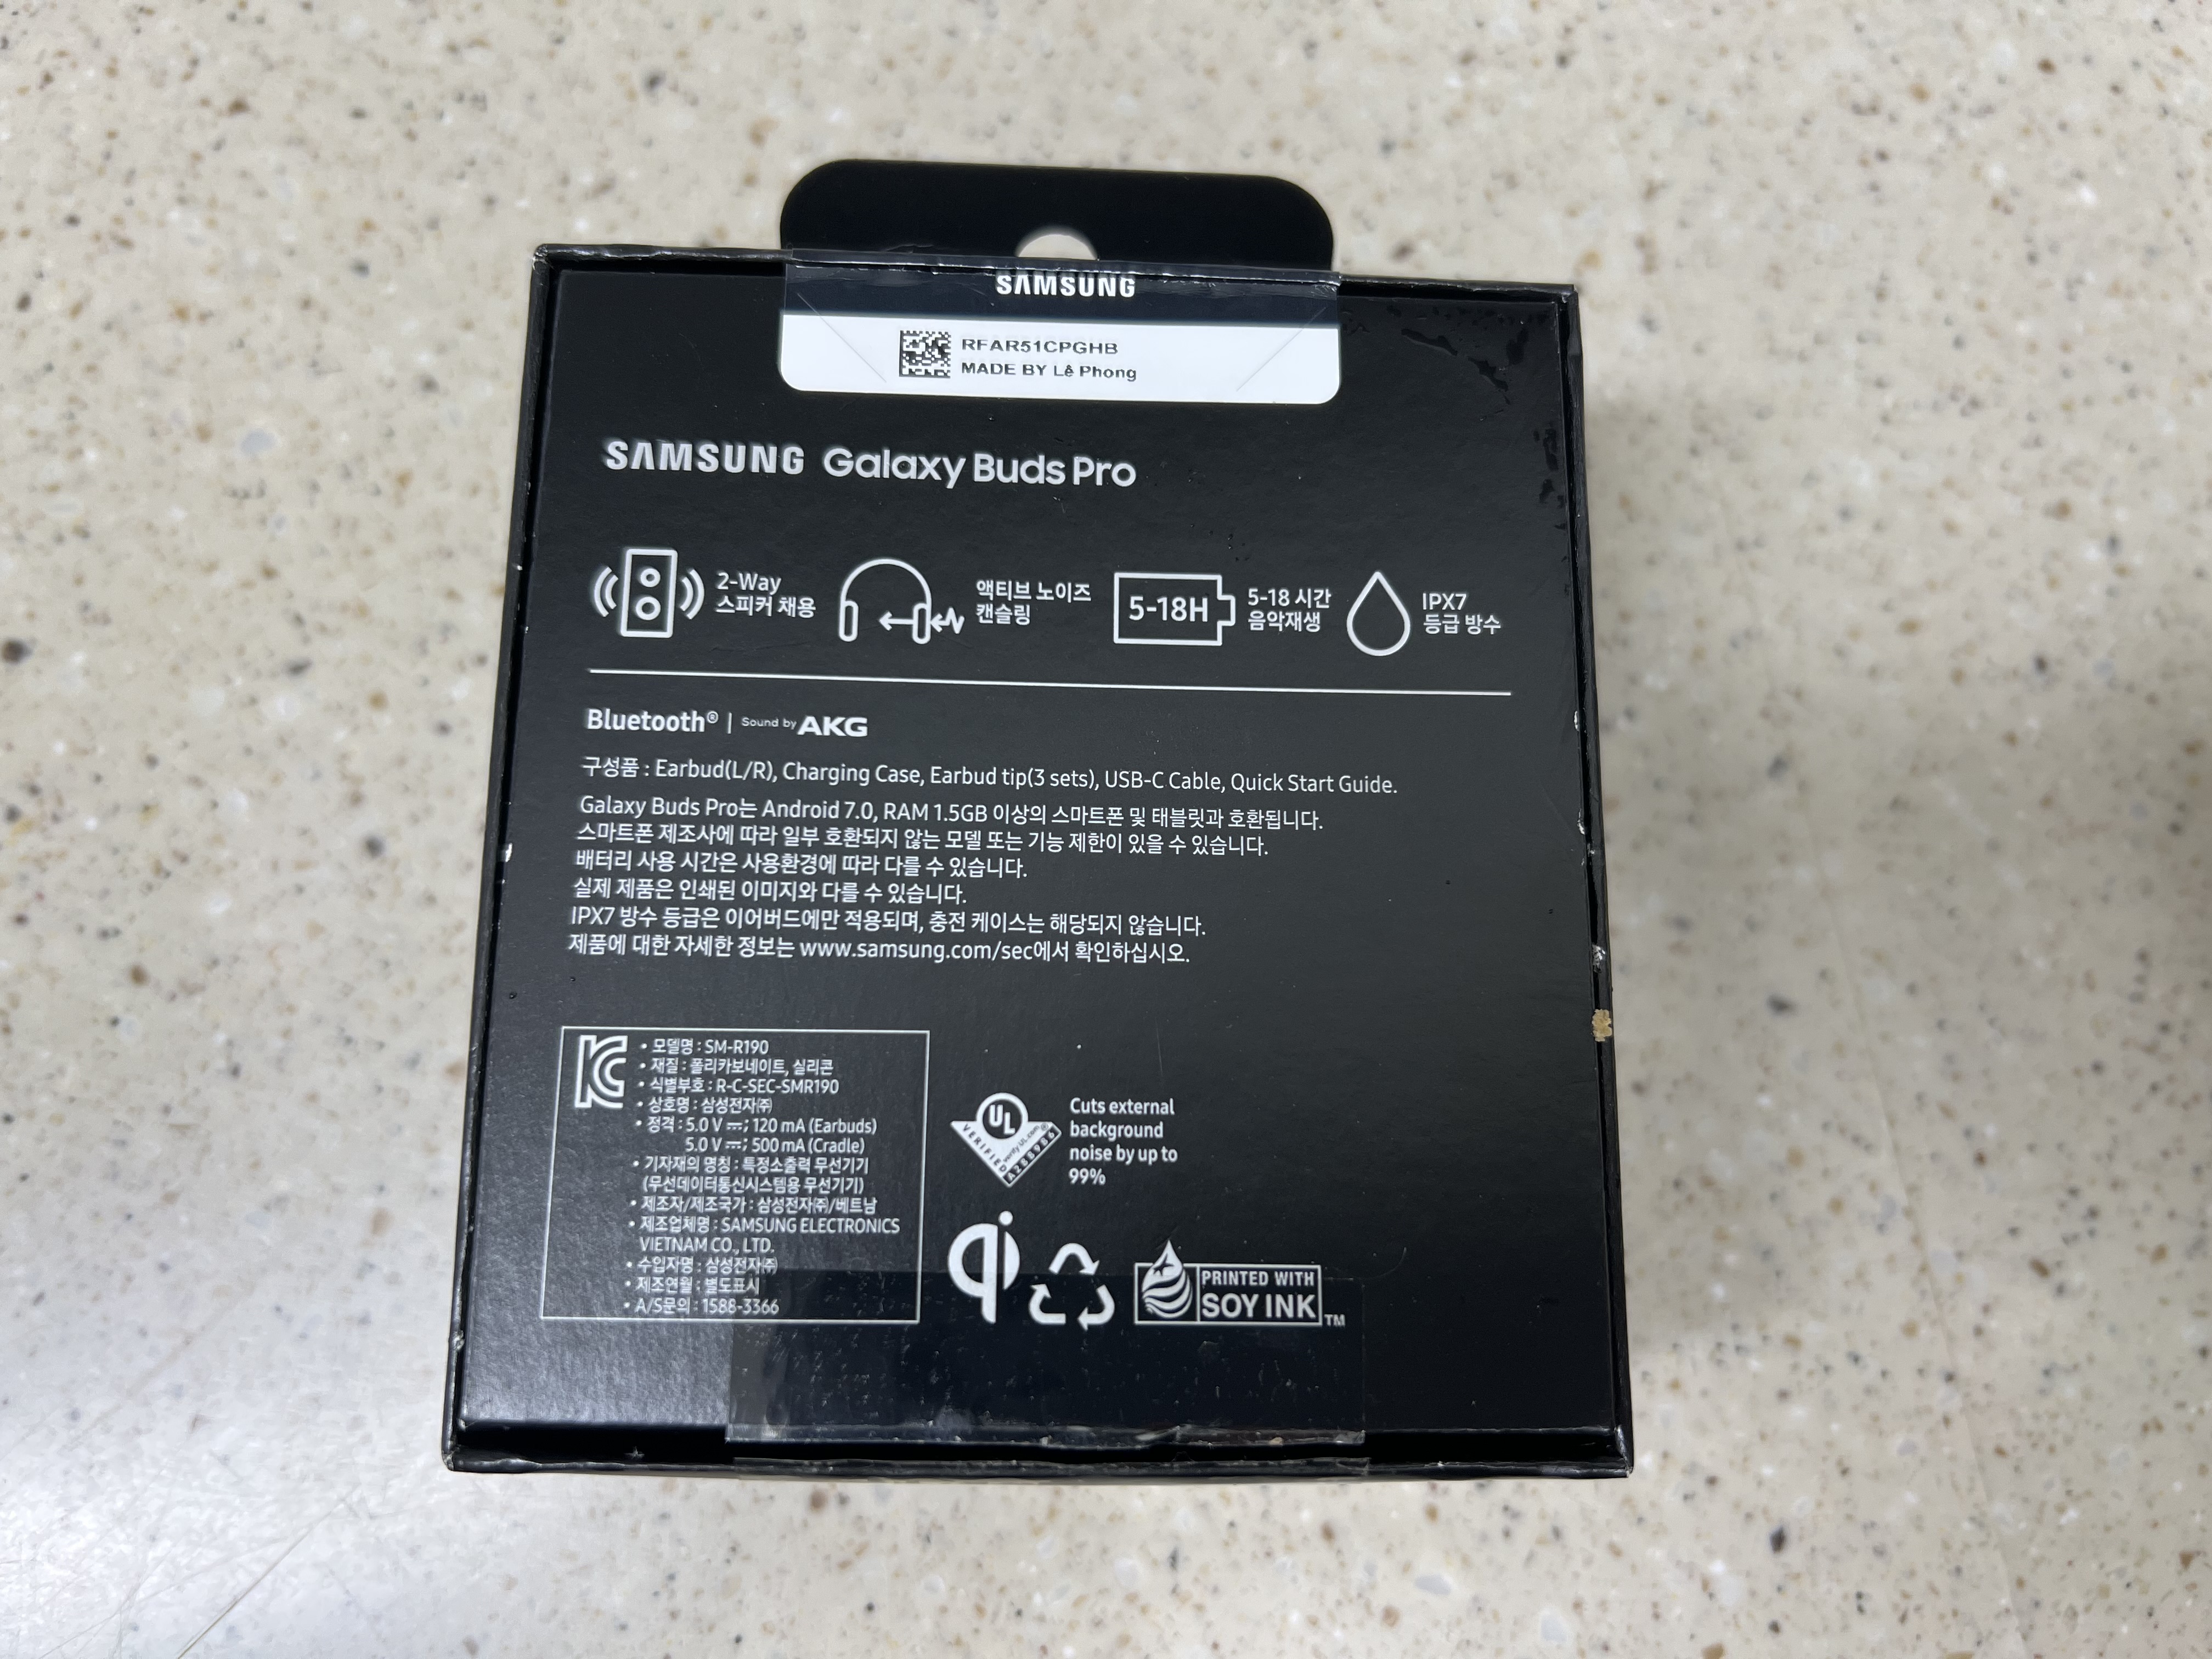 SAMSUNG
RFAR51CPGHB
MADE BY Lê Phong
SAMSUNG Galaxy Buds Pro
2-Way
스피커 채용
액티브 노이즈
캔슬링
5-18H
5-18 시간
음악재생
IPX7
등급 방수
Bluetooth® | Sound by AKG
구성품 : Earbud(L/R), Charging Case, Earbud tip(3 sets), USB-C Cable, Quick Start Guide.
Galaxy Buds Pro는 Android 7.0, RAM 1.5GB 이상의 스마트폰 및 태블릿과 호환됩니다.
스마트폰 제조사에 따라 일부 호환되지 않는 모델 또는 기능 제한이 있을 수 있습니다.
배터리 사용 시간은 사용환경에 따라 다를 수 있습니다.
실제 제품은 인쇄된 이미지와 다를 수 있습니다.
IPX7 방수 등급은 이어버드에만 적용되며, 충전 케이스는 해당되지 않습니다.
제품에 대한 자세한 정보는 www.samsung.com/sec에서 확인하십시오.
• 모델명 : SM-R190
• 재질 : 폴리카보네이트, 실리콘
• 식별부호 : R-C-SEC-SMR190
• 상호명 : 삼성전자㈜
• 정격 : 5.0 V ⎓; 120 mA (Earbuds)
5.0 V ⎓; 500 mA (Cradle)
• 기자재의 명칭 : 특정소출력 무선기기
(무선데이터통신시스템용 무선기기)
• 제조자/제조국가 : 삼성전자㈜/베트남
• 제조업체명 : SAMSUNG ELECTRONICS
VIETNAM CO., LTD.
• 수입자명 : 삼성전자㈜
• 제조연월 : 별도표시
• A/S문의 : 1588-3366
UL
VERIFIED
verify.UL.com
A288986
Cuts external
background
noise by up to
99%
qi
PRINTED WITH
SOY INK TM